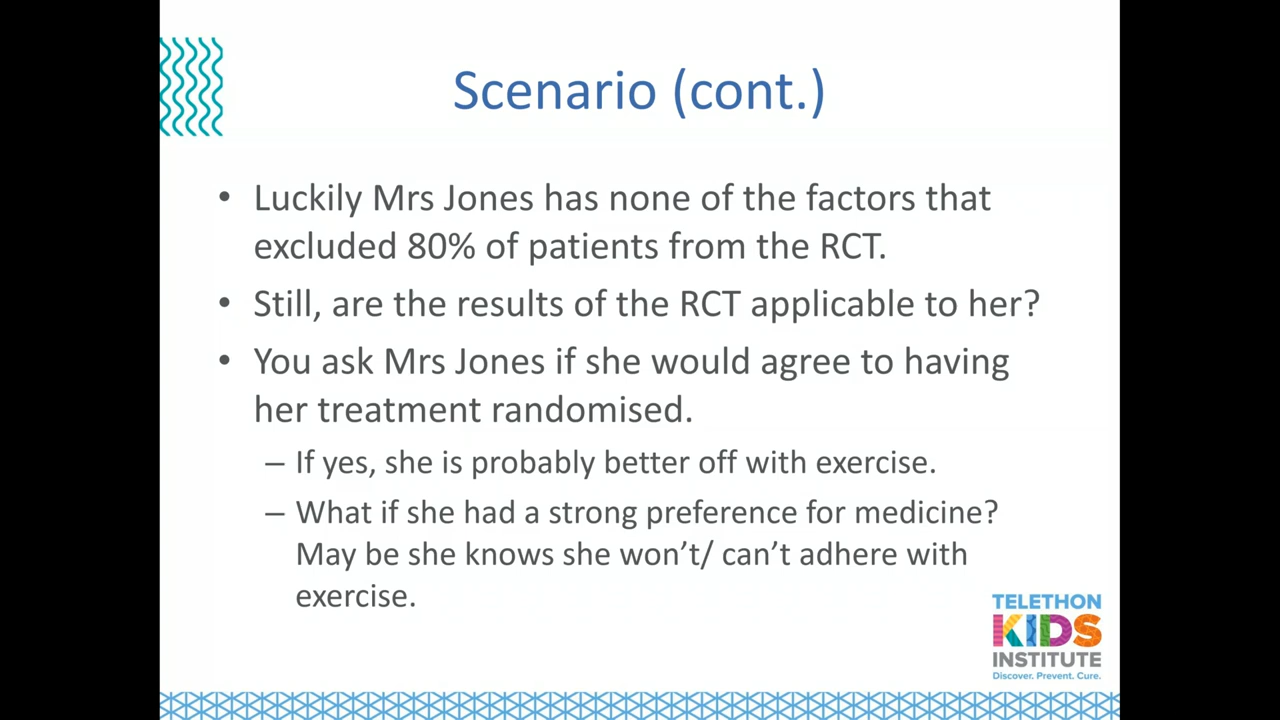 Scenario (cont.)
• Luckily Mrs Jones has none of the factors that
excluded 80% of patients from the RCT.
• Still, are the results of the RCT applicable to her?
• You ask Mrs Jones if she would agree to having
her treatment randomised.
– If yes, she is probably better off with exercise.
– What if she had a strong preference for medicine?
May be she knows she won’t/ can’t adhere with
exercise.
TELETHON
KIDS
INSTITUTE
Discover. Prevent. Cure.